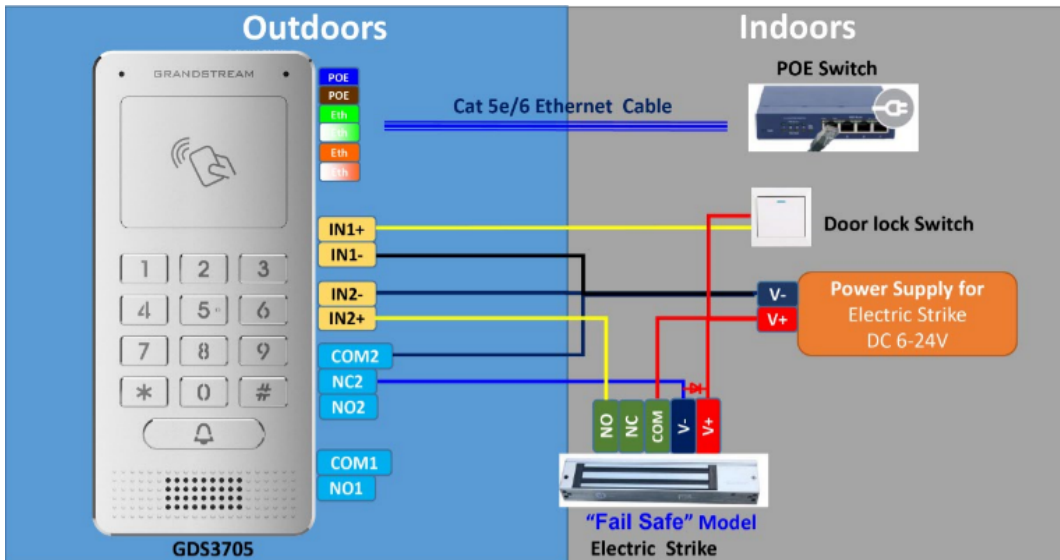 Outdoors
Indoors
GRANDSTREAM
POE
POE
Eth
Eth
Eth
Eth
Cat 5e/6 Ethernet Cable
POE Switch
IN1+
IN1-
IN2-
IN2+
COM2
NC2
NO2
COM1
NO1
1 2 3
4 5 6
7 8 9
* 0 #
GDS3705
Door lock Switch
V-
V+
Power Supply for
Electric Strike
DC 6-24V
NO
NC
COM
V-
V+
“Fail Safe” Model
Electric Strike